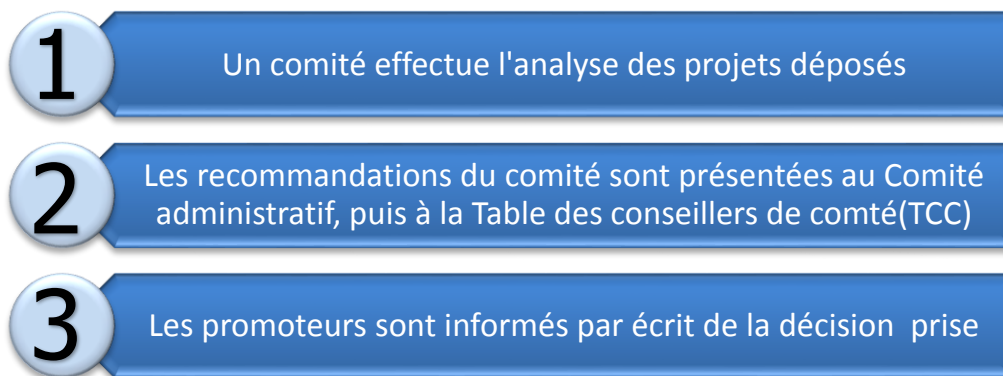 1
Un comité effectue l'analyse des projets déposés
2
Les recommandations du comité sont présentées au Comité
administratif, puis à la Table des conseillers de comté(TCC)
3
Les promoteurs sont informés par écrit de la décision  prise